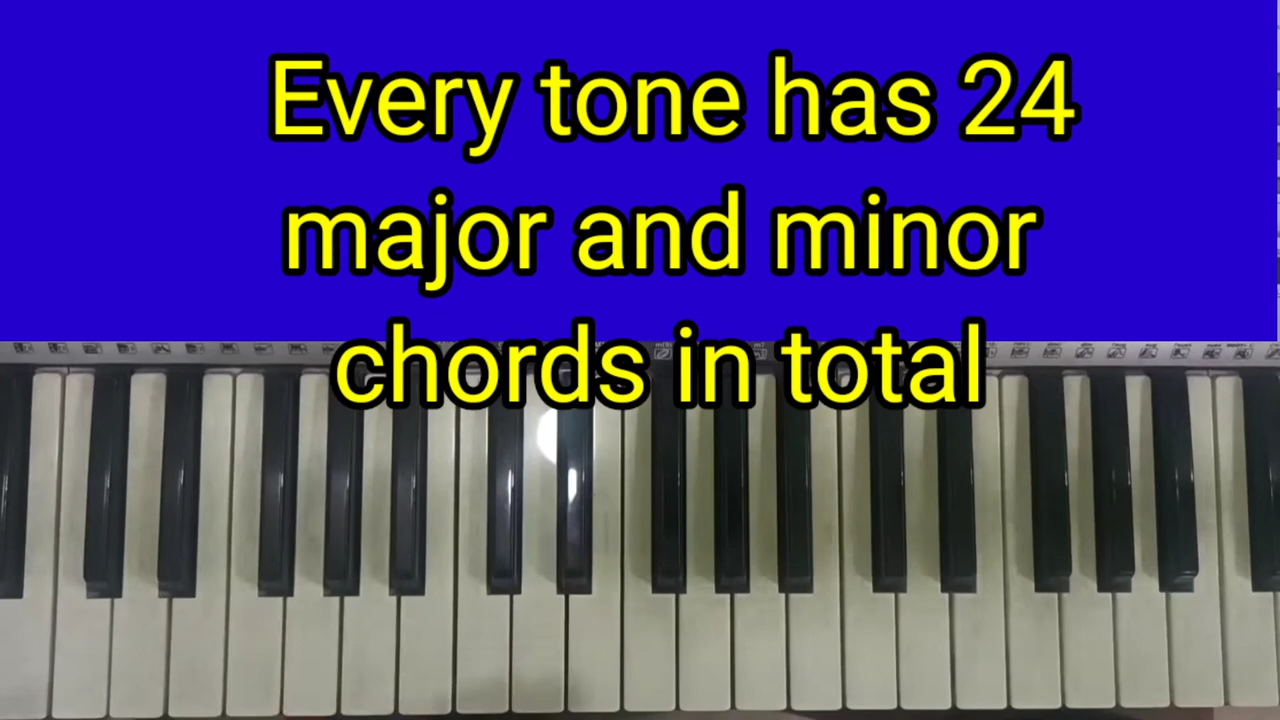 Every tone has 24
major and minor
chords in total